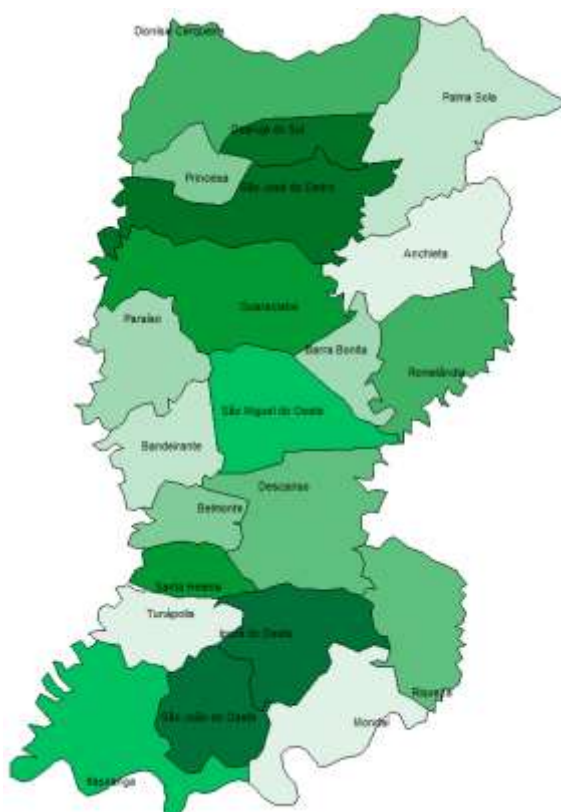 Dionísio Cerqueira
Palma Sola
Guarujá do Sul
Princesa
São José do Cedro
Anchieta
Guaraciaba
Paraíso
Barra Bonita
Romelândia
São Miguel do Oeste
Bandeirante
Descanso
Belmonte
Santa Helena
Tunápolis
Iporã do Oeste
Riqueza
São João do Oeste
Mondaí
Itapiranga